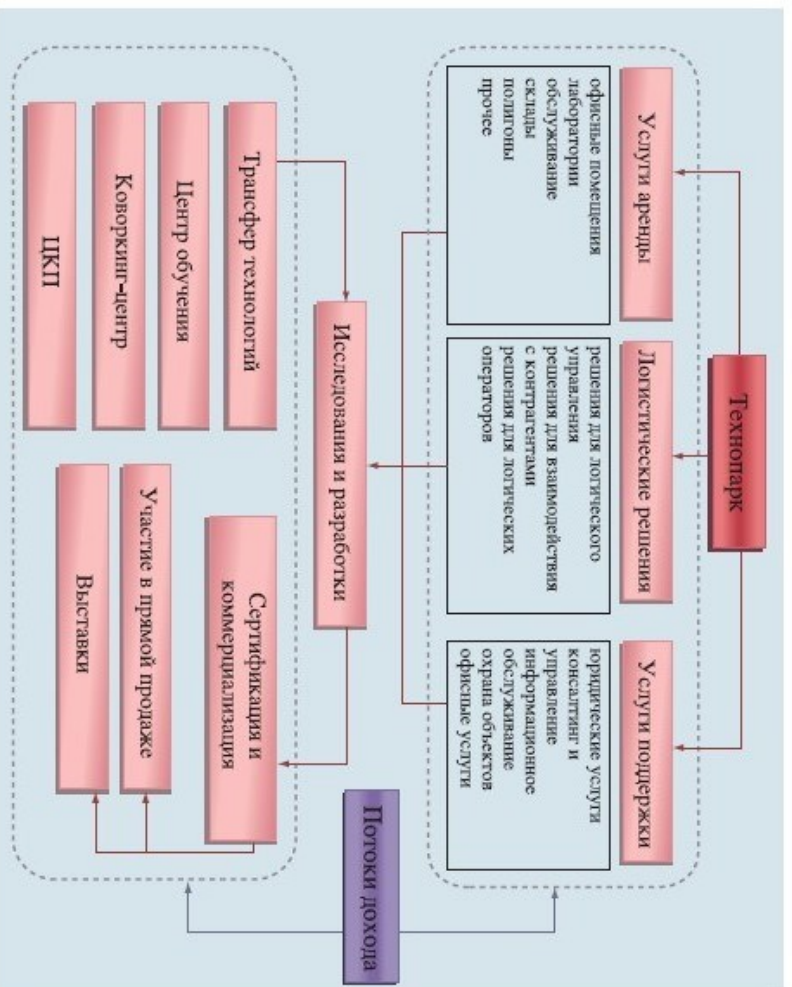 Технопарк
Услуги аренды
Логистические решения
Услуги поддержки
офисные помещения
лаборатории
обслуживание
склады
полигоны
прочее
решения для логического
управления
решения для взаимодействия
с контрагентами
решения для логических
операторов
юридические услуги
консалтинг и
управление
информационное
обслуживание
охрана объектов
офисные услуги
Исследования и разработки
Потоки дохода
Трансфер технологий
Центр обучения
Коворкинг-центр
ЦКП
Сертификация и
коммерциализация
Участие в прямой продаже
Выставки